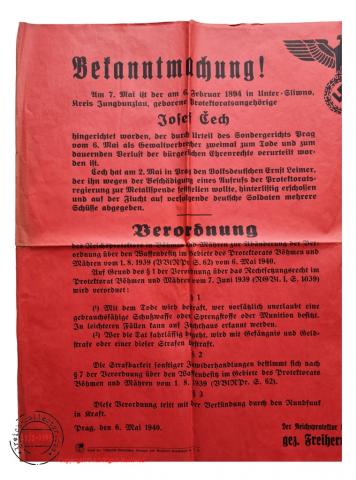 Bekanntmachung!
Am 7. Mai ist der am 6. Februar 1894 in Unter-Sliwno,
Kreis Jungbunzlau, geborene Protektoratsangehörige
Josef Čech
hingerichtet worden, der durch Urteil des Sondergerichts Prag
vom 6. Mai als Gewaltverbrecher zweimal zum Tode und zum
dauernden Verlust der bürgerlichen Ehrenrechte verurteilt wor-
den ist.
Čech hat am 2. Mai in Prag den Volksdeutschen Ernst Leimer,
der ihn wegen der Beschädigung eines Aufrufs der Protektorats-
regierung zur Metallspende feststellen wollte, hinterlistig erschossen
und auf der Flucht auf verfolgende deutsche Soldaten mehrere
Schüsse abgegeben.
Verordnung
des Reichsprotektors in Böhmen und Mähren zur Abänderung der Ver-
ordnung über den Waffenbesitz im Gebiete des Protektorats Böhmen und
Mähren vom 1. 8. 1939 (VBlRPr. S. 62) vom 6. Mai 1940.
Auf Grund des § 1 der Verordnung über das Rechtsetzungsrecht im
Protektorat Böhmen und Mähren vom 7. Juni 1939 (RGBl. I. S. 1039)
wird verordnet:
§ 1
(¹) Mit dem Tode wird bestraft, wer vorsätzlich unerlaubt eine
gebrauchsfähige Schußwaffe oder Sprengstoffe oder Munition besitzt.
In leichteren Fällen kann auf Zuchthaus erkannt werden.
(²) Wer die Tat fahrlässig begeht, wird mit Gefängnis und Geld-
strafe oder einer dieser Strafen bestraft.
§ 2
Die Strafbarkeit sonstiger Zuwiderhandlungen bestimmt sich nach
§ 7 der Verordnung über den Waffenbesitz im Gebiete des Protektorats
Böhmen und Mähren vom 1. 8. 1939 (VBlRPr. S. 62).
§ 3
Diese Verordnung tritt mit der Verkündung durch den Rundfunk
in Kraft.
Prag, den 6. Mai 1940.
Der Reichsprotektor
gez. Freiherr